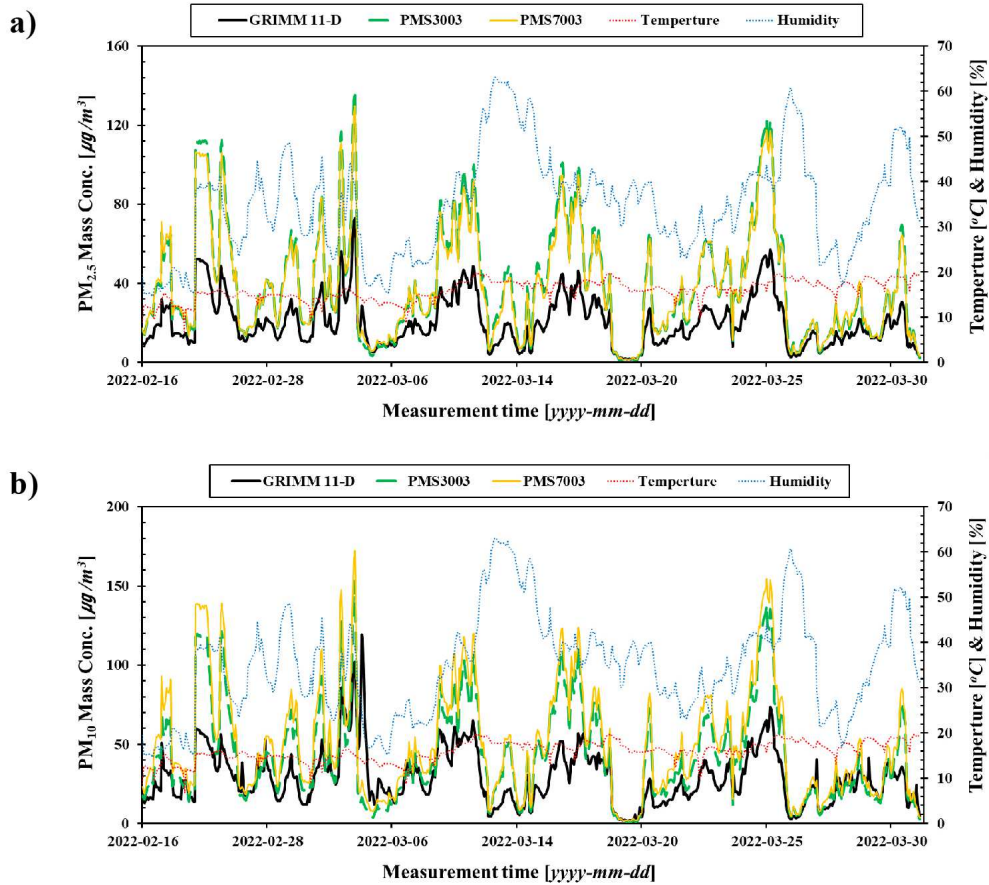 a)
GRIMM 11-D PMS3003 PMS7003 Temperture Humidity
160
120
80
40
0
PM2.5 Mass Conc. [μg/m³]
70
60
50
40
30
20
10
0
Temperture [°C] & Humidity [%]
2022-02-16 2022-02-28 2022-03-06 2022-03-14 2022-03-20 2022-03-25 2022-03-30
Measurement time [yyyy-mm-dd]
b)
GRIMM 11-D PMS3003 PMS7003 Temperture Humidity
200
150
100
50
0
PM10 Mass Conc. [μg/m³]
70
60
50
40
30
20
10
0
Temperture [°C] & Humidity [%]
2022-02-16 2022-02-28 2022-03-06 2022-03-14 2022-03-20 2022-03-25 2022-03-30
Measurement time [yyyy-mm-dd]